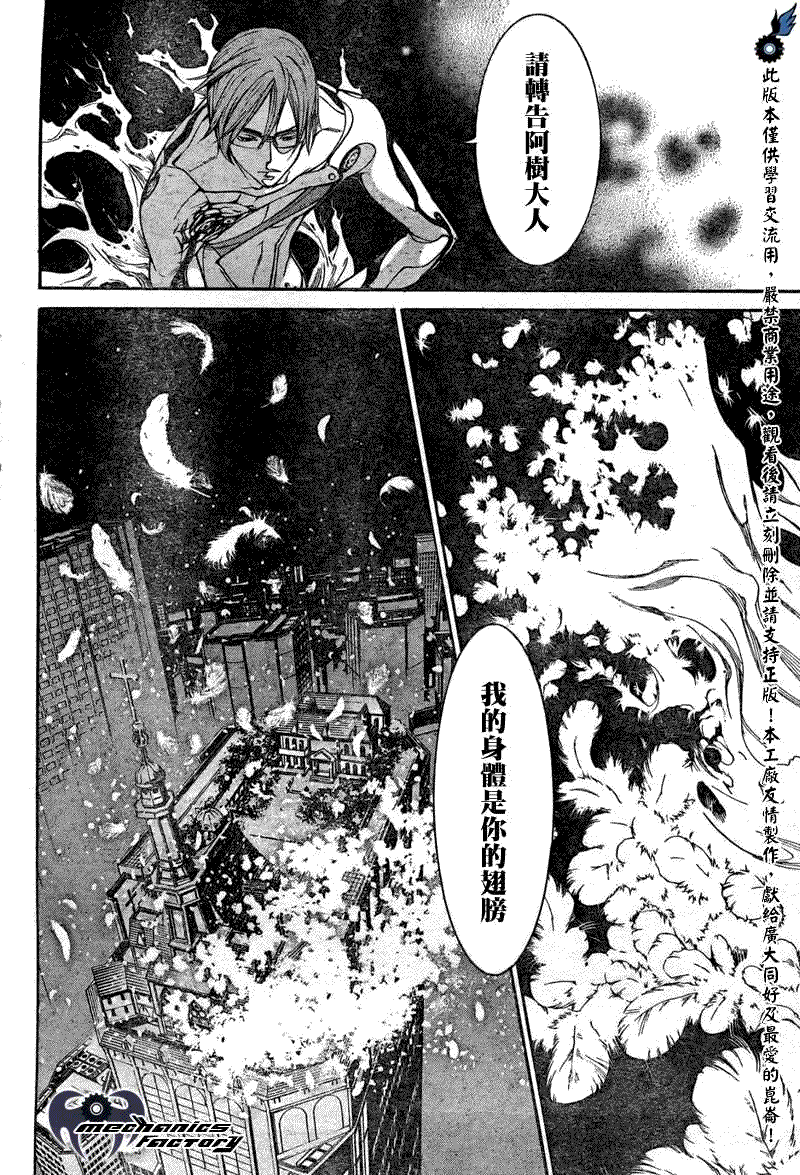 請轉告阿樹大人
我的身體是你的翅膀
此版本僅供學習交流用，嚴禁商業用途，觀看後請立刻刪除並請支持正版！本工廠友情製作，獻給廣大同好及最愛的崑崙！
mechanics
Factory